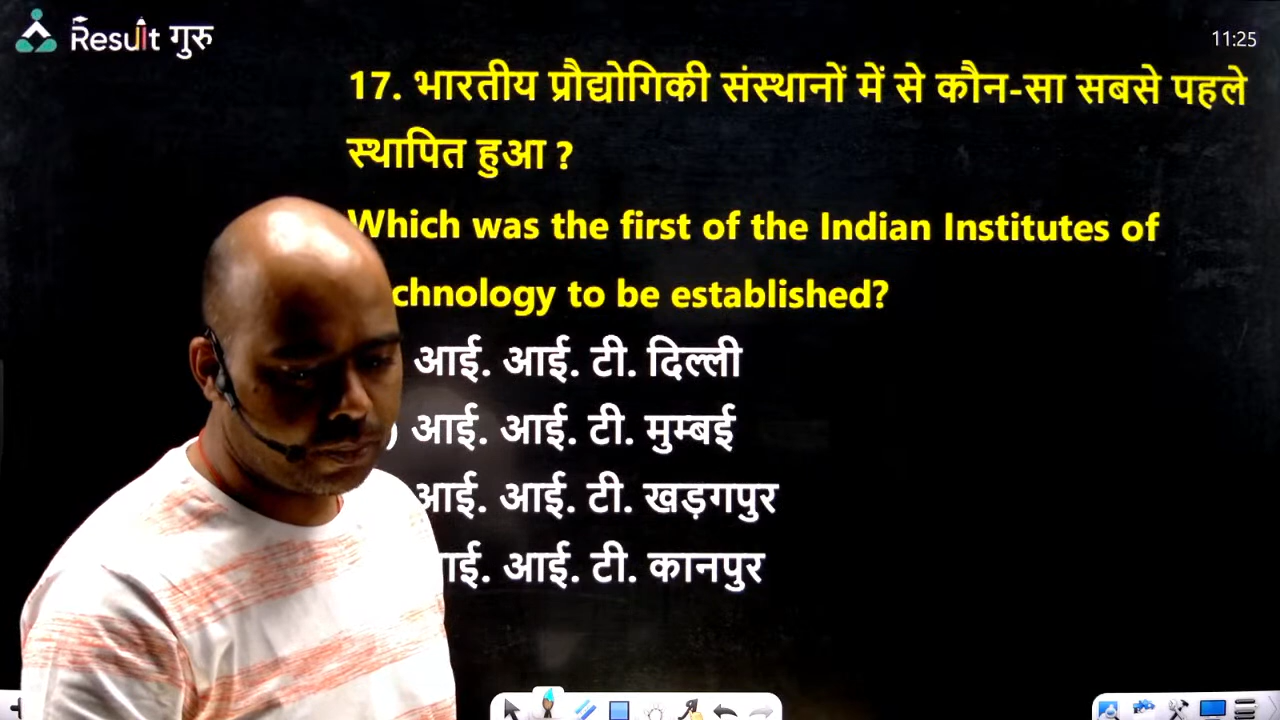 Result गुरु
11:25
17. भारतीय प्रौद्योगिकी संस्थानों में से कौन-सा सबसे पहले
स्थापित हुआ ?
Which was the first of the Indian Institutes of
chnology to be established?
आई. आई. टी. दिल्ली
) आई. आई. टी. मुम्बई
आई. आई. टी. खड़गपुर
आई. आई. टी. कानपुर